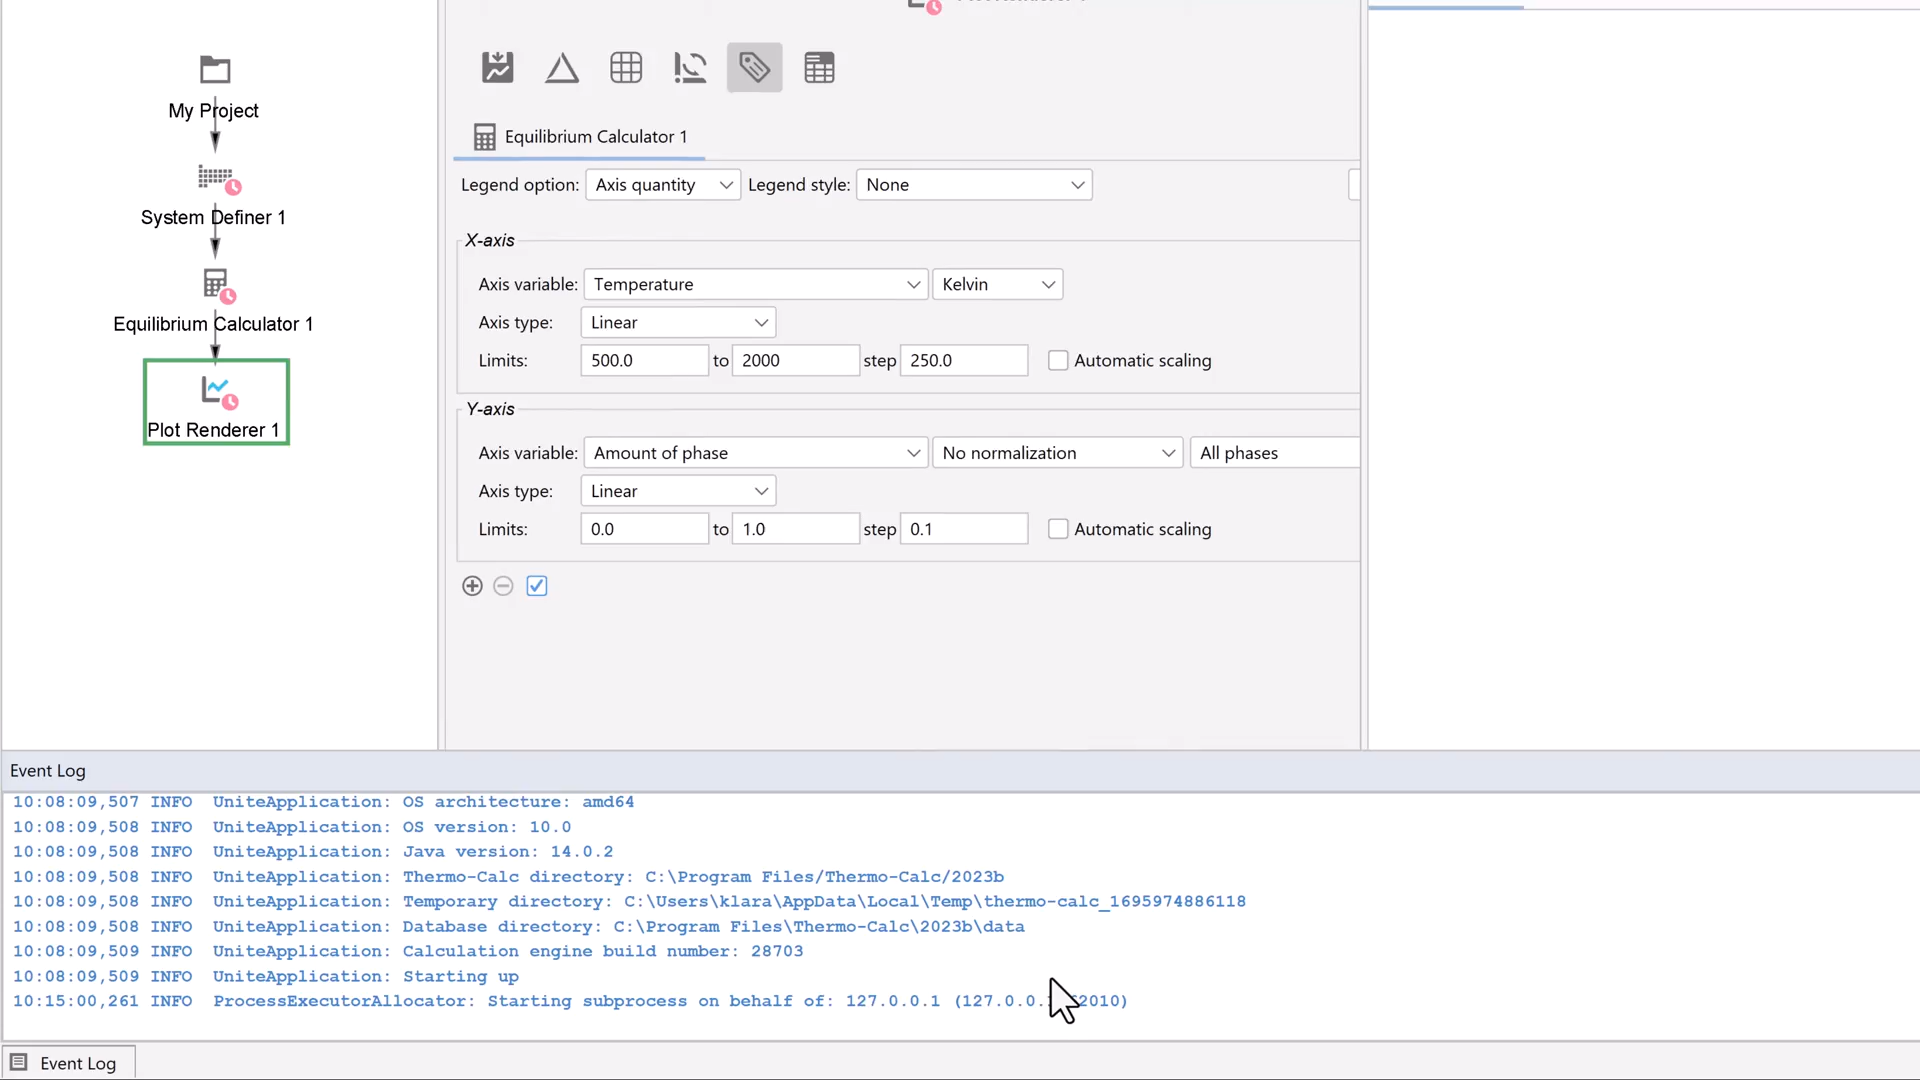 My Project
System Definer 1
Equilibrium Calculator 1
Plot Renderer 1
Equilibrium Calculator 1
Legend option: Axis quantity Legend style: None
X-axis
Axis variable: Temperature Kelvin
Axis type: Linear
Limits: 500.0 to 2000 step 250.0 Automatic scaling
Y-axis
Axis variable: Amount of phase No normalization All phases
Axis type: Linear
Limits: 0.0 to 1.0 step 0.1 Automatic scaling
Event Log
10:08:09,507 INFO UniteApplication: OS architecture: amd64
10:08:09,508 INFO UniteApplication: OS version: 10.0
10:08:09,508 INFO UniteApplication: Java version: 14.0.2
10:08:09,508 INFO UniteApplication: Thermo-Calc directory: C:\Program Files/Thermo-Calc/2023b
10:08:09,508 INFO UniteApplication: Temporary directory: C:\Users\klara\AppData\Local\Temp\thermo-calc_1695974886118
10:08:09,508 INFO UniteApplication: Database directory: C:\Program Files\Thermo-Calc\2023b\data
10:08:09,509 INFO UniteApplication: Calculation engine build number: 28703
10:08:09,509 INFO UniteApplication: Starting up
10:15:00,261 INFO ProcessExecutorAllocator: Starting subprocess on behalf of: 127.0.0.1
Event Log